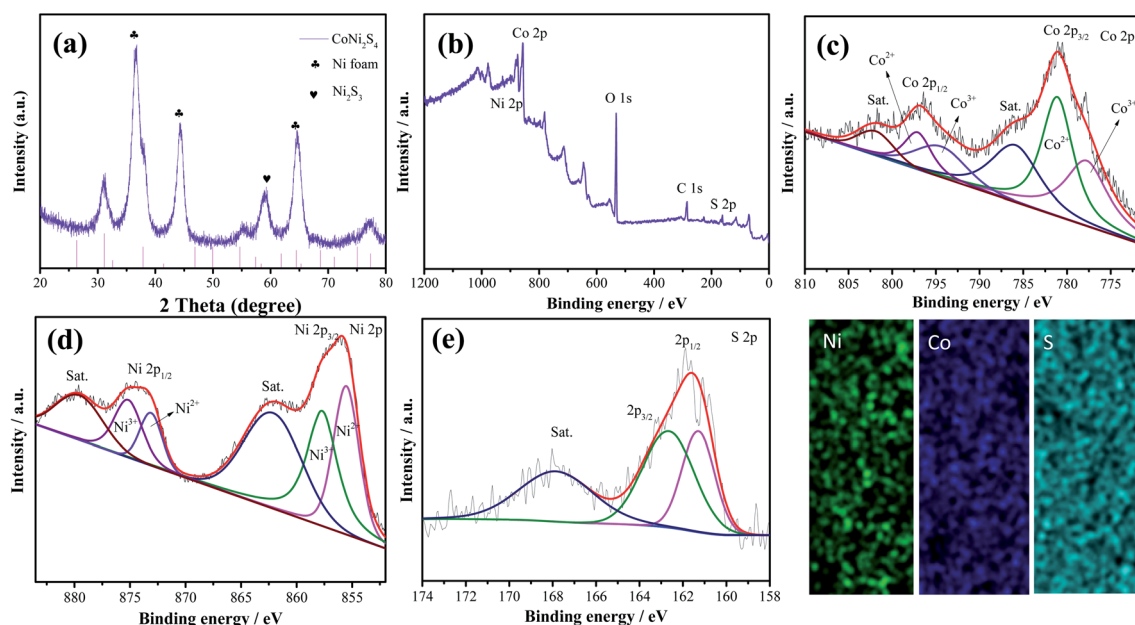 (a)
CoNi₂S₄
♣ Ni foam
♥ Ni₂S₃
♣
♣
♣
♥
Intensity (a.u.)
20 30 40 50 60 70 80
2 Theta (degree)
(b)
Co 2p
Ni 2p
O 1s
C 1s
S 2p
Intensity / a.u.
1200 1000 800 600 400 200 0
Binding energy / eV
(c)
Co 2p₃/₂ Co 2p
Co²⁺
Co 2p₁/₂
Sat.
Co³⁺
Sat.
Co²⁺
Co³⁺
Intensity / a.u.
810 805 800 795 790 785 780 775
Binding energy / eV
(d)
Ni 2p₃/₂ Ni 2p
Sat.
Ni 2p₁/₂
Ni²⁺
Ni³⁺
Sat.
Ni²⁺
Ni³⁺
Intensity / a.u.
880 875 870 865 860 855
Binding energy / eV
(e)
2p₁/₂ S 2p
2p₃/₂
Sat.
Intensity / a.u.
174 172 170 168 166 164 162 160 158
Binding energy / eV
Ni
Co
S